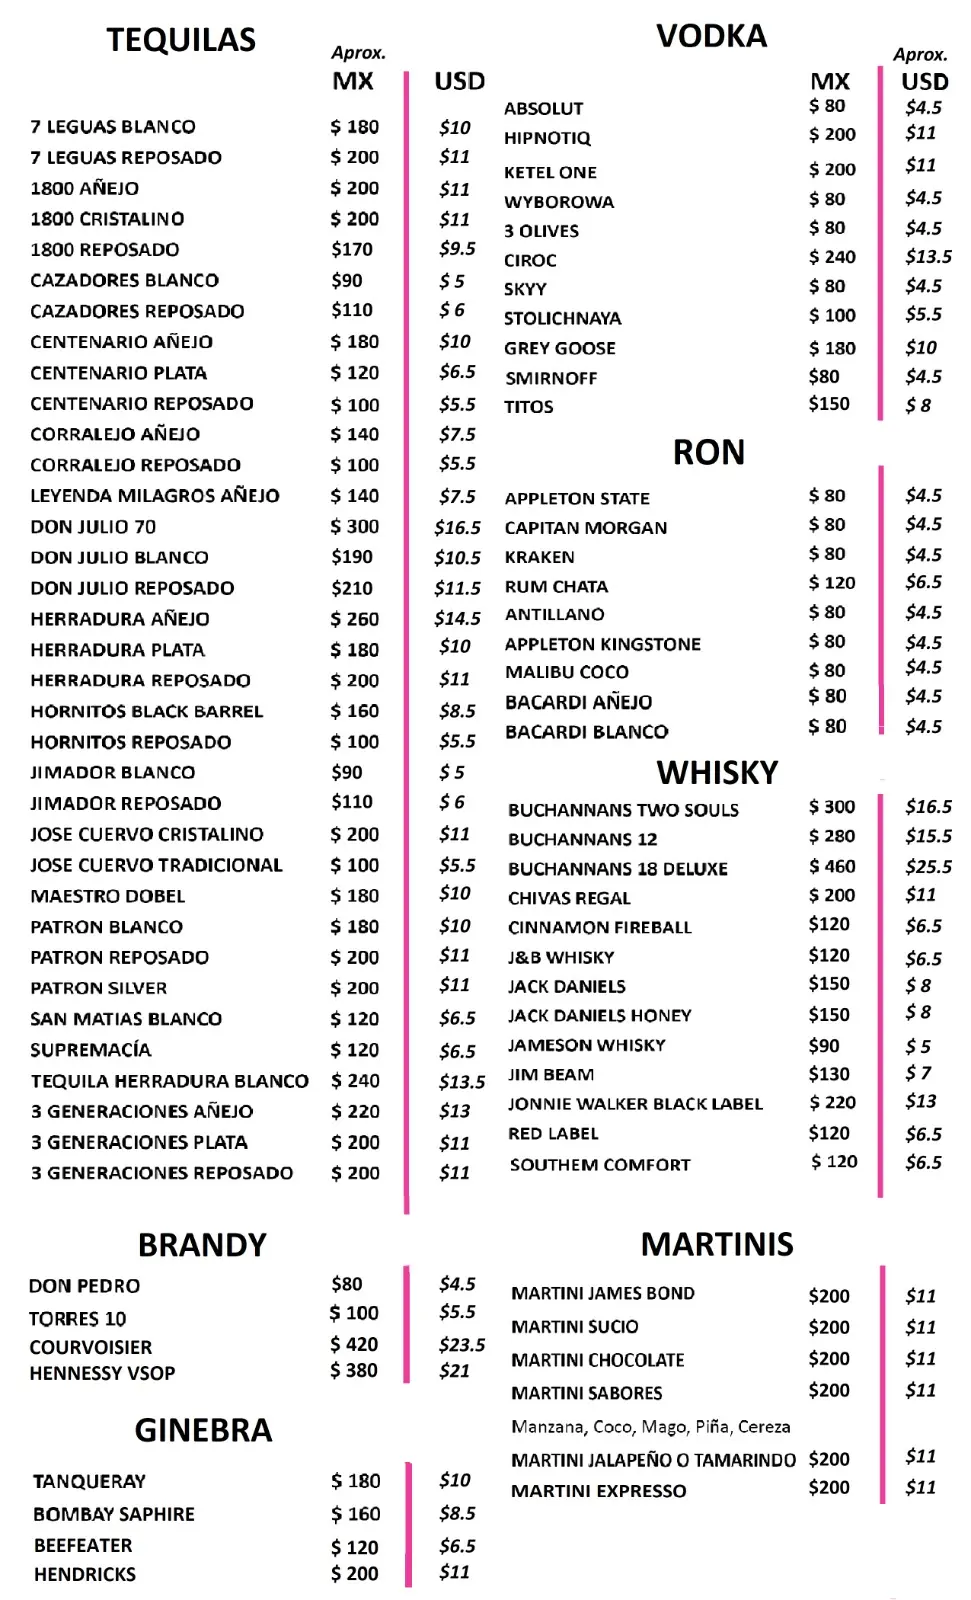 TEQUILAS
Aprox.
MX USD
7 LEGUAS BLANCO $ 180 $10
7 LEGUAS REPOSADO $ 200 $11
1800 AÑEJO $ 200 $11
1800 CRISTALINO $ 200 $11
1800 REPOSADO $170 $9.5
CAZADORES BLANCO $90 $ 5
CAZADORES REPOSADO $110 $ 6
CENTENARIO AÑEJO $ 180 $10
CENTENARIO PLATA $ 120 $6.5
CENTENARIO REPOSADO $ 100 $5.5
CORRALEJO AÑEJO $ 140 $7.5
CORRALEJO REPOSADO $ 100 $5.5
LEYENDA MILAGROS AÑEJO $ 140 $7.5
DON JULIO 70 $ 300 $16.5
DON JULIO BLANCO $190 $10.5
DON JULIO REPOSADO $210 $11.5
HERRADURA AÑEJO $ 260 $14.5
HERRADURA PLATA $ 180 $10
HERRADURA REPOSADO $ 200 $11
HORNITOS BLACK BARREL $ 160 $8.5
HORNITOS REPOSADO $ 100 $5.5
JIMADOR BLANCO $90 $ 5
JIMADOR REPOSADO $110 $ 6
JOSE CUERVO CRISTALINO $ 200 $11
JOSE CUERVO TRADICIONAL $ 100 $5.5
MAESTRO DOBEL $ 180 $10
PATRON BLANCO $ 180 $10
PATRON REPOSADO $ 200 $11
PATRON SILVER $ 200 $11
SAN MATIAS BLANCO $ 120 $6.5
SUPREMACÍA $ 120 $6.5
TEQUILA HERRADURA BLANCO $ 240 $13.5
3 GENERACIONES AÑEJO $ 220 $13
3 GENERACIONES PLATA $ 200 $11
3 GENERACIONES REPOSADO $ 200 $11
BRANDY
DON PEDRO $80 $4.5
TORRES 10 $ 100 $5.5
COURVOISIER $ 420 $23.5
HENNESSY VSOP $ 380 $21
GINEBRA
TANQUERAY $ 180 $10
BOMBAY SAPHIRE $ 160 $8.5
BEEFEATER $ 120 $6.5
HENDRICKS $ 200 $11
VODKA
Aprox.
MX USD
ABSOLUT $ 80 $4.5
HIPNOTIQ $ 200 $11
KETEL ONE $ 200 $11
WYBOROWA $ 80 $4.5
3 OLIVES $ 80 $4.5
CIROC $ 240 $13.5
SKYY $ 80 $4.5
STOLICHNAYA $ 100 $5.5
GREY GOOSE $ 180 $10
SMIRNOFF $80 $4.5
TITOS $150 $ 8
RON
APPLETON STATE $ 80 $4.5
CAPITAN MORGAN $ 80 $4.5
KRAKEN $ 80 $4.5
RUM CHATA $ 120 $6.5
ANTILLANO $ 80 $4.5
APPLETON KINGSTONE $ 80 $4.5
MALIBU COCO $ 80 $4.5
BACARDI AÑEJO $ 80 $4.5
BACARDI BLANCO $ 80 $4.5
WHISKY
BUCHANNANS TWO SOULS $ 300 $16.5
BUCHANNANS 12 $ 280 $15.5
BUCHANNANS 18 DELUXE $ 460 $25.5
CHIVAS REGAL $ 200 $11
CINNAMON FIREBALL $120 $6.5
J&B WHISKY $120 $6.5
JACK DANIELS $150 $ 8
JACK DANIELS HONEY $150 $ 8
JAMESON WHISKY $90 $ 5
JIM BEAM $130 $ 7
JONNIE WALKER BLACK LABEL $ 220 $13
RED LABEL $120 $6.5
SOUTHEM COMFORT $ 120 $6.5
MARTINIS
MARTINI JAMES BOND $200 $11
MARTINI SUCIO $200 $11
MARTINI CHOCOLATE $200 $11
MARTINI SABORES $200 $11
Manzana, Coco, Mago, Piña, Cereza
MARTINI JALAPEÑO O TAMARINDO $200 $11
MARTINI EXPRESSO $200 $11